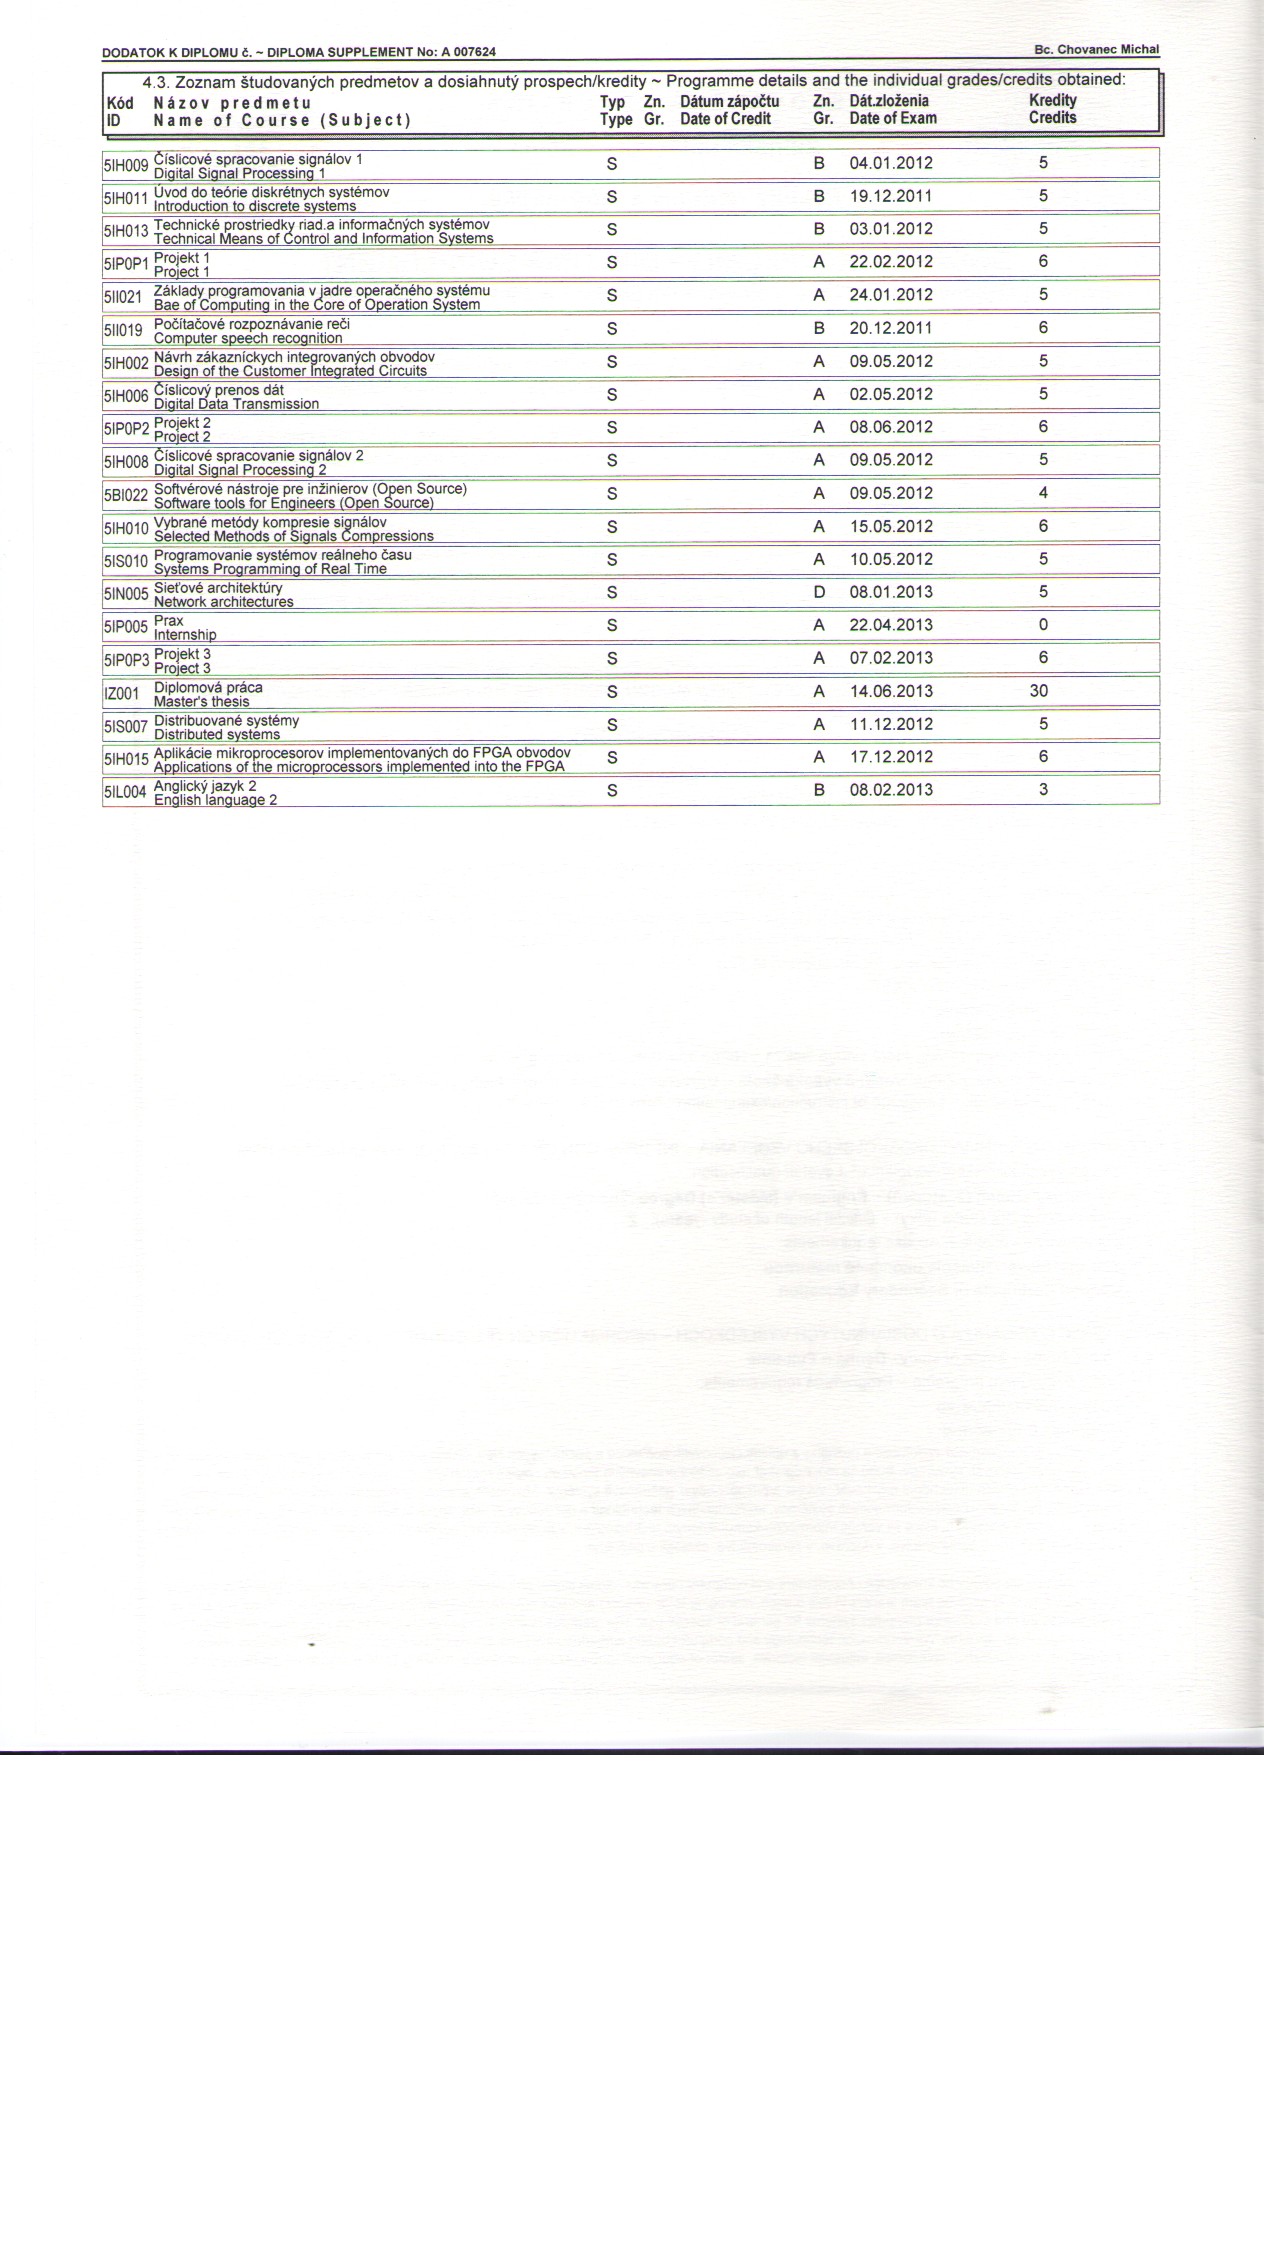 DODATOK K DIPLOMU č. ~ DIPLOMA SUPPLEMENT No: A 007624 Bc. Chovanec Michal
4.3. Zoznam študovaných predmetov a dosiahnutý prospech/kredity ~ Programme details and the individual grades/credits obtained:
Kód Názov predmetu Typ Zn. Dátum zápočtu Zn. Dát.zloženia Kredity
ID Name of Course (Subject) Type Gr. Date of Credit Gr. Date of Exam Credits
5IH009 Číslicové spracovanie signálov 1 S B 04.01.2012 5
Digital Signal Processing 1
5IH011 Úvod do teórie diskrétnych systémov S B 19.12.2011 5
Introduction to discrete systems
5IH013 Technické prostriedky riad.a informačných systémov S B 03.01.2012 5
Technical Means of Control and Information Systems
5IP0P1 Projekt 1 S A 22.02.2012 6
Project 1
5II021 Základy programovania v jadre operačného systému S A 24.01.2012 5
Bae of Computing in the Core of Operation System
5II019 Počítačové rozpoznávanie reči S B 20.12.2011 6
Computer speech recognition
5IH002 Návrh zákazníckych integrovaných obvodov S A 09.05.2012 5
Design of the Customer Integrated Circuits
5IH006 Číslicový prenos dát S A 02.05.2012 5
Digital Data Transmission
5IP0P2 Projekt 2 S A 08.06.2012 6
Project 2
5IH008 Číslicové spracovanie signálov 2 S A 09.05.2012 5
Digital Signal Processing 2
5BI022 Softvérové nástroje pre inžinierov (Open Source) S A 09.05.2012 4
Software tools for Engineers (Open Source)
5IH010 Vybrané metódy kompresie signálov S A 15.05.2012 6
Selected Methods of Signals Compressions
5IS010 Programovanie systémov reálneho času S A 10.05.2012 5
Systems Programming of Real Time
5IN005 Sieťové architektúry S D 08.01.2013 5
Network architectures
5IP005 Prax S A 22.04.2013 0
Internship
5IP0P3 Projekt 3 S A 07.02.2013 6
Project 3
IZ001 Diplomová práca S A 14.06.2013 30
Master's thesis
5IS007 Distribuované systémy S A 11.12.2012 5
Distributed systems
5IH015 Aplikácie mikroprocesorov implementovaných do FPGA obvodov S A 17.12.2012 6
Applications of the microprocessors implemented into the FPGA
5IL004 Anglický jazyk 2 S B 08.02.2013 3
English language 2